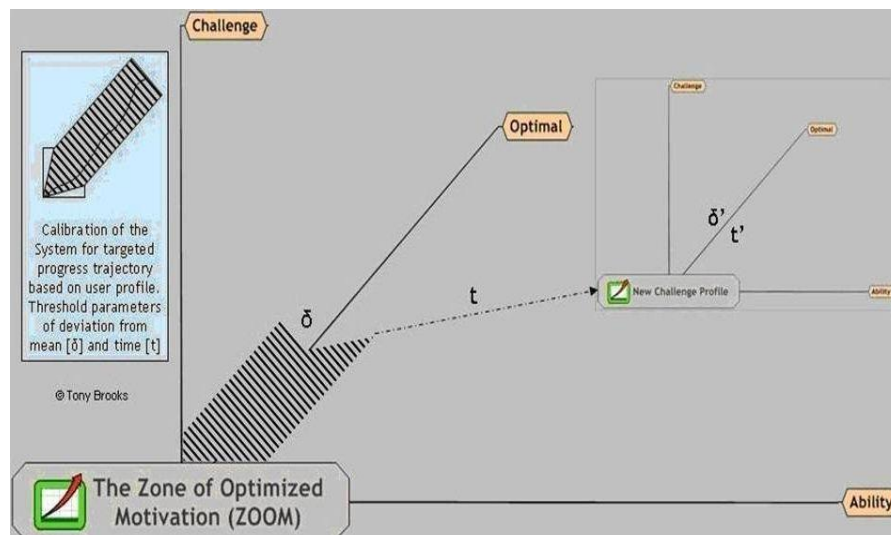 Challenge
Optimal
δ
t
Calibration of the
System for targeted
progress trajectory
based on user profile.
Threshold parameters
of deviation from
mean [δ] and time [t]
© Tony Brooks
The Zone of Optimized
Motivation (ZOOM)
Ability
Challenge
Optimal
δ’
t’
New Challenge Profile
Ability